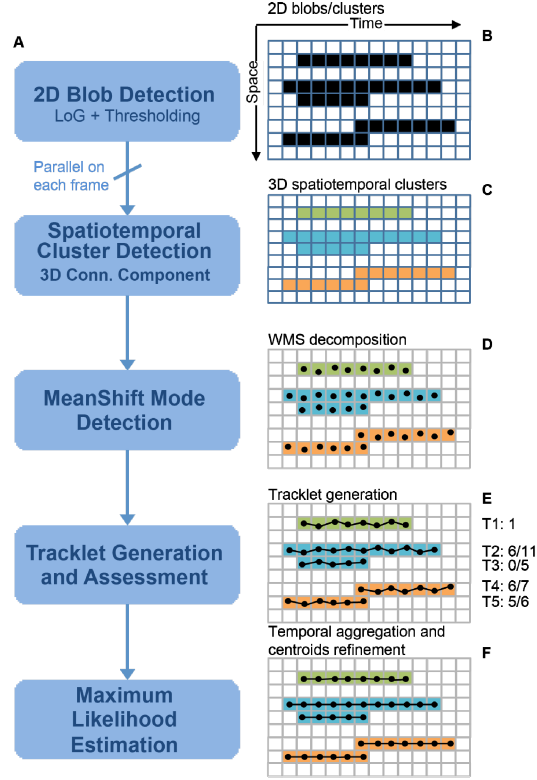 A
2D Blob Detection
LoG + Thresholding
Parallel on
each frame
Spatiotemporal
Cluster Detection
3D Conn. Component
MeanShift Mode
Detection
Tracklet Generation
and Assessment
Maximum
Likelihood
Estimation
2D blobs/clusters
Time
Space
B
3D spatiotemporal clusters
C
WMS decomposition
D
Tracklet generation
E
T1: 1
T2: 6/11
T3: 0/5
T4: 6/7
T5: 5/6
Temporal aggregation and
centroids refinement
F